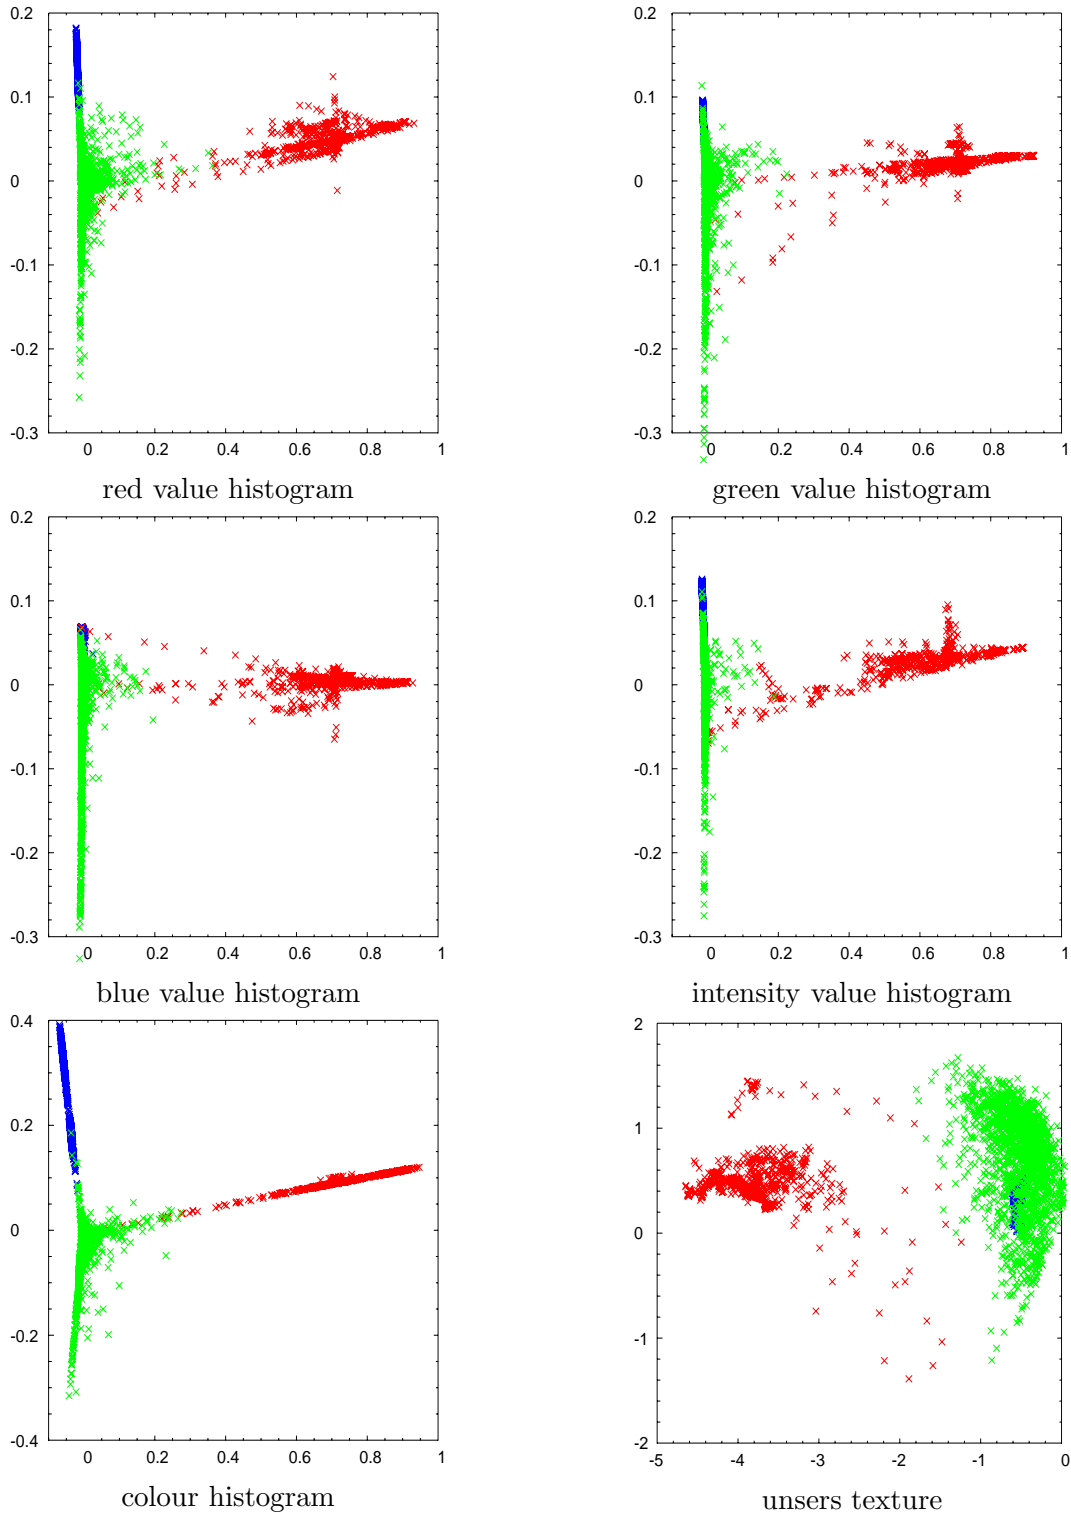 0.2
0.1
0
-0.1
-0.2
-0.3
0 0.2 0.4 0.6 0.8 1
red value histogram
0.2
0.1
0
-0.1
-0.2
-0.3
0 0.2 0.4 0.6 0.8 1
green value histogram
0.2
0.1
0
-0.1
-0.2
-0.3
0 0.2 0.4 0.6 0.8 1
blue value histogram
0.2
0.1
0
-0.1
-0.2
-0.3
0 0.2 0.4 0.6 0.8 1
intensity value histogram
0.4
0.2
0
-0.2
-0.4
0 0.2 0.4 0.6 0.8 1
colour histogram
2
1
0
-1
-2
-5 -4 -3 -2 -1 0
unsers texture